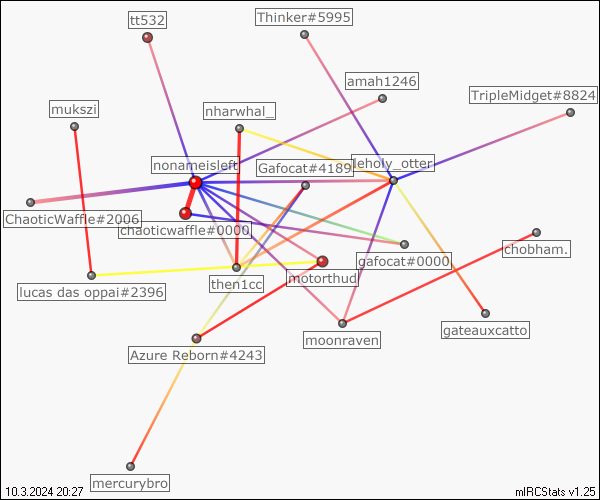 tt532
Thinker#5995
amah1246
TripleMidget#8824
mukszi
nharwhal_
nonameisleft
Gafocat#4189
leholy_otter
ChaoticWaffle#2006
chaoticwaffle#0000
chobham.
gafocat#0000
lucas das oppai#2396
then1cc
motorthud
moonraven
gateauxcatto
Azure Reborn#4243
mercurybro
10.3.2024 20:27
mIRCStats v1.25